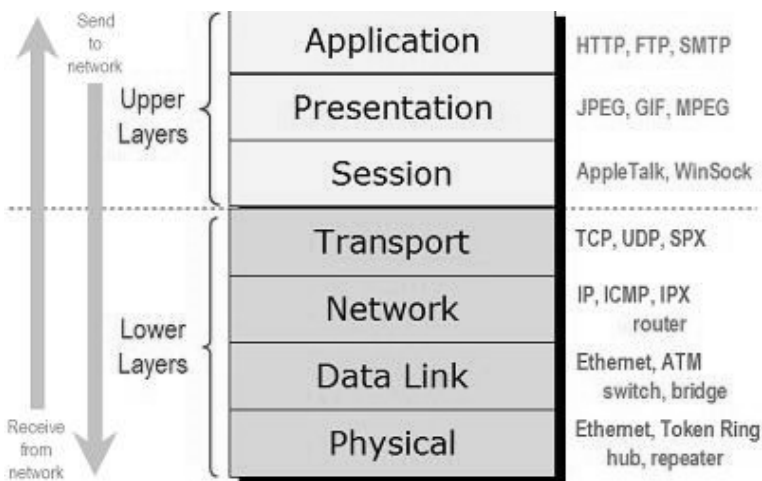 Send
to
network
Upper
Layers
Application
HTTP, FTP, SMTP
Presentation
JPEG, GIF, MPEG
Session
AppleTalk, WinSock
Lower
Layers
Transport
TCP, UDP, SPX
Network
IP, ICMP, IPX
router
Data Link
Ethernet, ATM
switch, bridge
Physical
Ethernet, Token Ring
hub, repeater
Receive
from
network